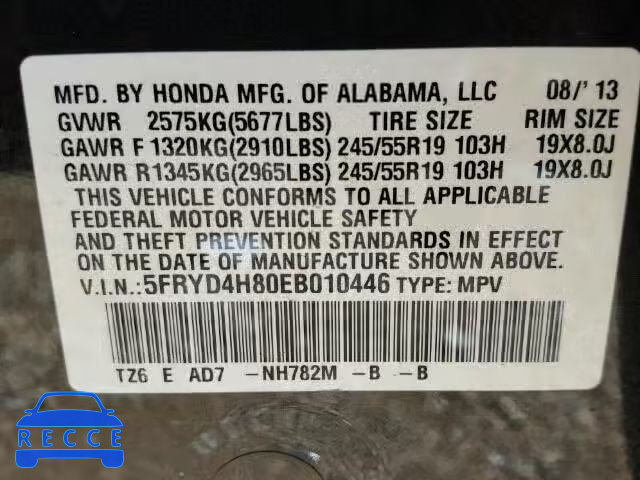 MFD. BY HONDA MFG. OF ALABAMA, LLC 08/'13
GVWR 2575KG(5677LBS) TIRE SIZE RIM SIZE
GAWR F 1320KG(2910LBS) 245/55R19 103H 19X8.0J
GAWR R1345KG(2965LBS) 245/55R19 103H 19X8.0J
THIS VEHICLE CONFORMS TO ALL APPLICABLE
FEDERAL MOTOR VEHICLE SAFETY
AND THEFT PREVENTION STANDARDS IN EFFECT
ON THE DATE OF MANUFACTURE SHOWN ABOVE.
V.I.N.: 5FRYD4H80EB010446 TYPE: MPV
TZ6 E AD7 -NH782M -B -B
RECCE